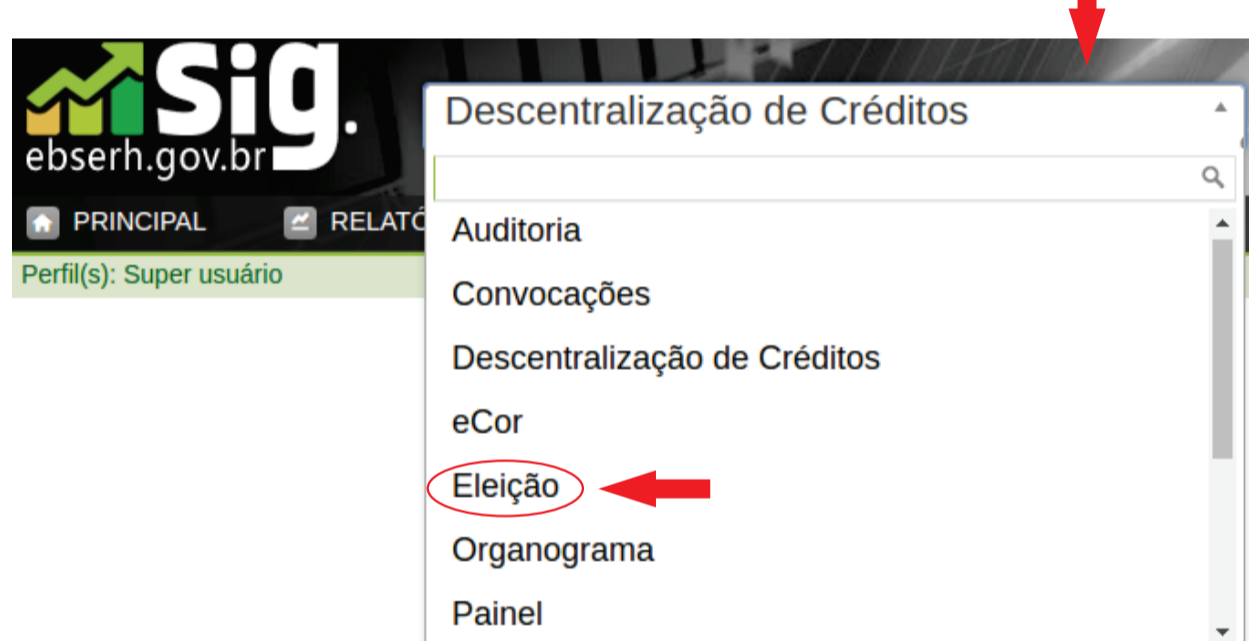 Sig.
ebserh.gov.br
Descentralização de Créditos
PRINCIPAL
RELATÓ
Perfil(s): Super usuário
Auditoria
Convocações
Descentralização de Créditos
eCor
Eleição
Organograma
Painel